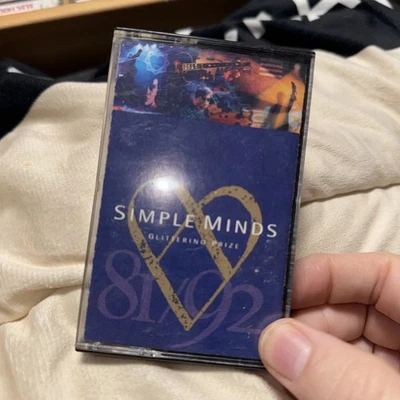 SIMPLE MINDS
GLITTERING PRIZE
81/92